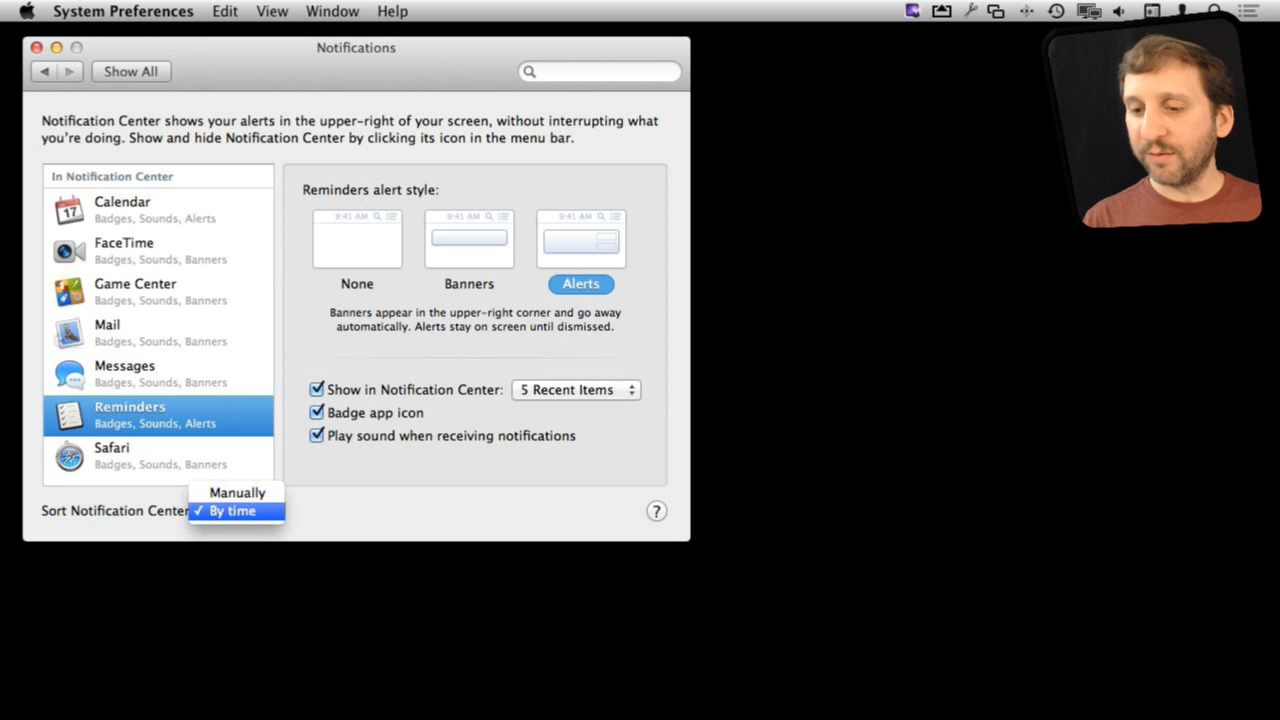 System Preferences Edit View Window Help
Notifications
Show All
Notification Center shows your alerts in the upper-right of your screen, without interrupting what
you're doing. Show and hide Notification Center by clicking its icon in the menu bar.
In Notification Center
Calendar
Badges, Sounds, Alerts
17
FaceTime
Badges, Sounds, Banners
Game Center
Badges, Sounds, Banners
Mail
Badges, Sounds, Banners
Messages
Badges, Sounds, Banners
Reminders
Badges, Sounds, Alerts
Safari
Badges, Sounds, Banners
Reminders alert style:
9:41 AM 9:41 AM 9:41 AM
None Banners Alerts
Banners appear in the upper-right corner and go away
automatically. Alerts stay on screen until dismissed.
Show in Notification Center: 5 Recent Items
Badge app icon
Play sound when receiving notifications
Manually
Sort Notification Center ✓ By time
?